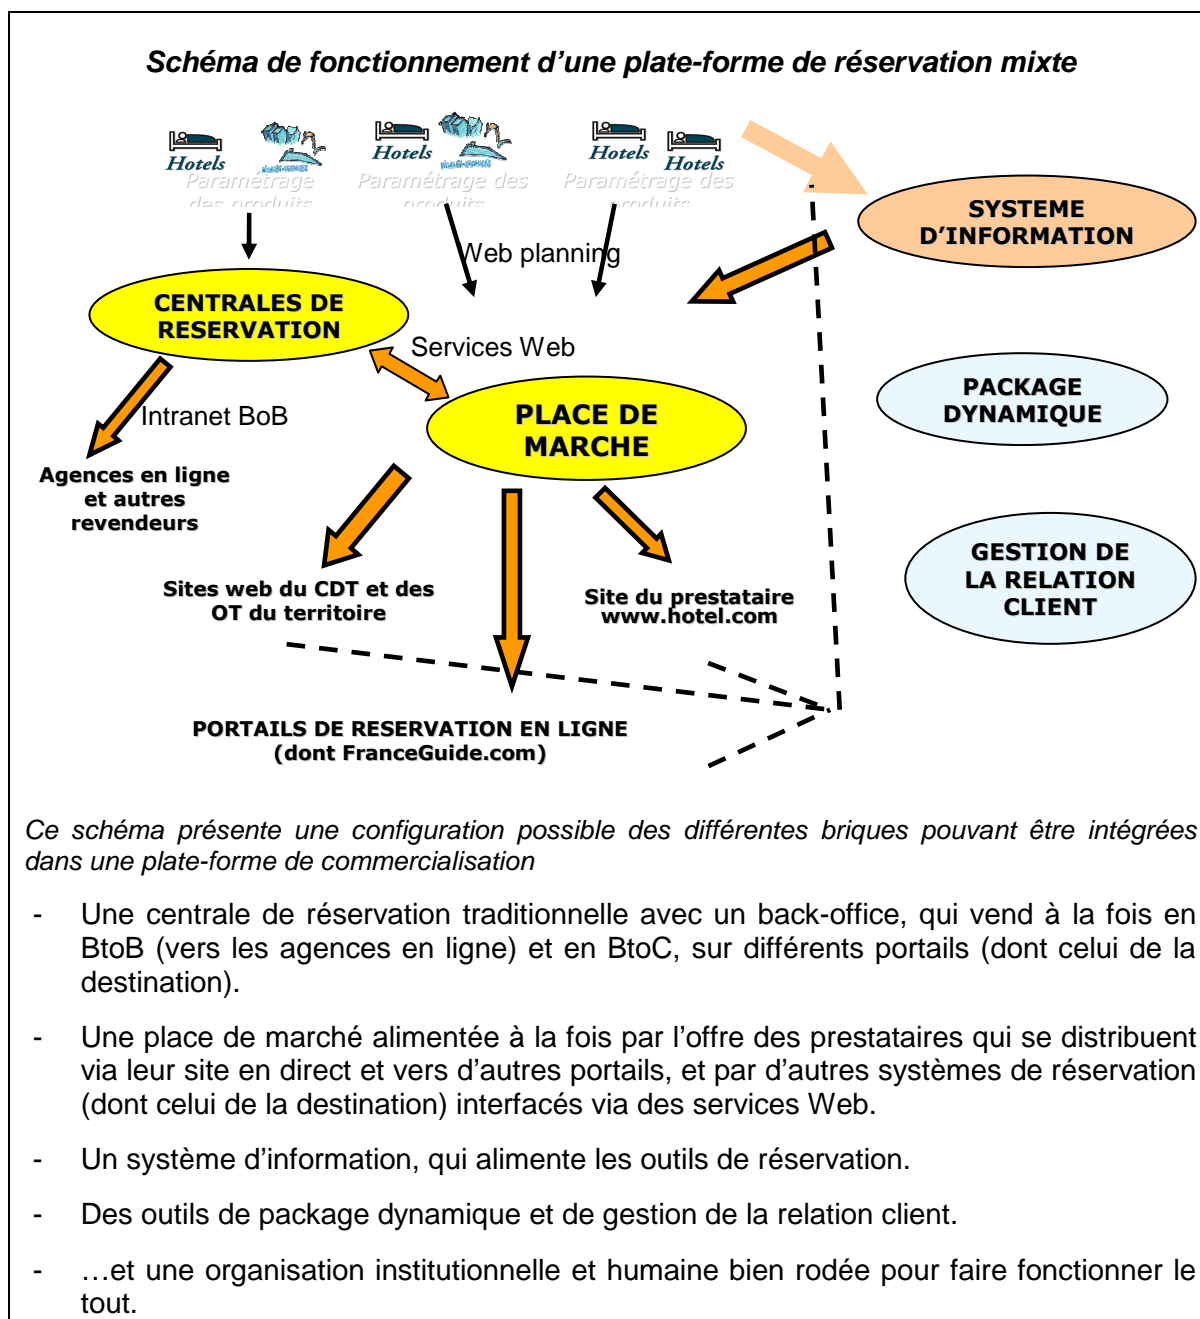 Schéma de fonctionnement d'une plate-forme de réservation mixte
Hotels
Hotels
Hotels
Hotels
Paramétrage
des produits
Paramétrage des
produits
Paramétrage des
produits
SYSTEME
D'INFORMATION
Web planning
CENTRALES DE
RESERVATION
Services Web
PACKAGE
DYNAMIQUE
Intranet BoB
PLACE DE
MARCHE
Agences en ligne
et autres
revendeurs
GESTION DE
LA RELATION
CLIENT
Sites web du CDT et des
OT du territoire
Site du prestataire
www.hotel.com
PORTAILS DE RESERVATION EN LIGNE
(dont FranceGuide.com)
Ce schéma présente une configuration possible des différentes briques pouvant être intégrées
dans une plate-forme de commercialisation
- Une centrale de réservation traditionnelle avec un back-office, qui vend à la fois en
BtoB (vers les agences en ligne) et en BtoC, sur différents portails (dont celui de la
destination).
- Une place de marché alimentée à la fois par l'offre des prestataires qui se distribuent
via leur site en direct et vers d'autres portails, et par d'autres systèmes de réservation
(dont celui de la destination) interfacés via des services Web.
- Un système d'information, qui alimente les outils de réservation.
- Des outils de package dynamique et de gestion de la relation client.
- …et une organisation institutionnelle et humaine bien rodée pour faire fonctionner le
tout.